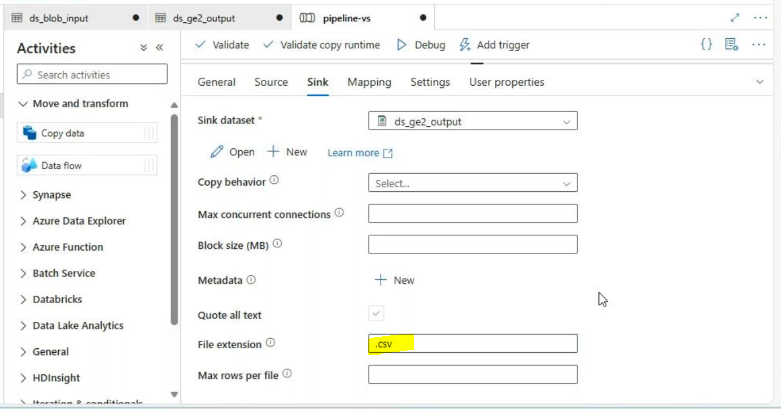 ds_blob_input
ds_ge2_output
pipeline-vs
Activities
Validate
Validate copy runtime
Debug
Add trigger
Search activities
Move and transform
Copy data
Data flow
Synapse
Azure Data Explorer
Azure Function
Batch Service
Databricks
Data Lake Analytics
General
HDInsight
Iteration & conditionals
General Source Sink Mapping Settings User properties
Sink dataset *
ds_ge2_output
Open
New
Learn more
Copy behavior
Select...
Max concurrent connections
Block size (MB)
Metadata
New
Quote all text
File extension
.csv
Max rows per file